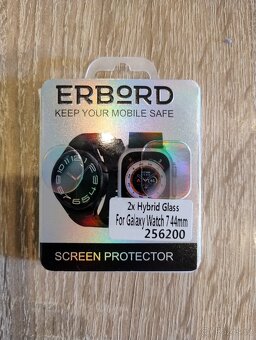 ERBORD
KEEP YOUR MOBILE SAFE
2x Hybrid Glass
For Galaxy Watch 7 44mm
256200
SCREEN PROTECTOR